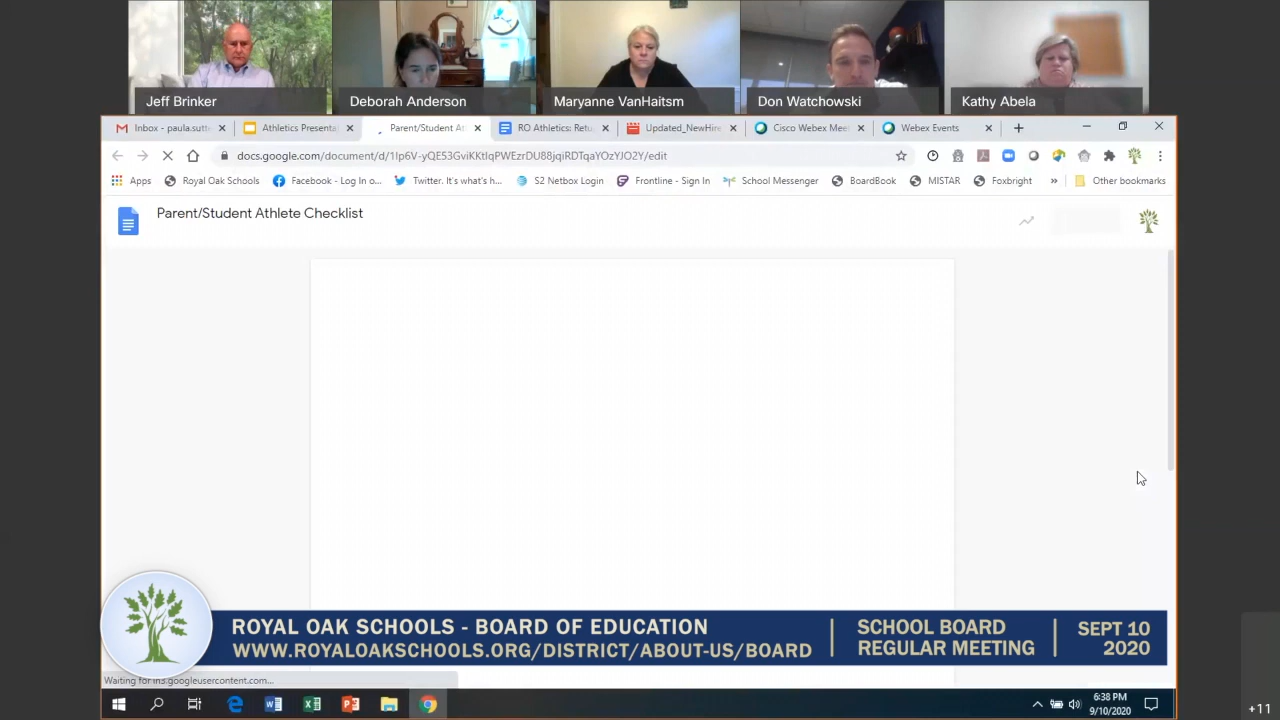 Jeff Brinker
Deborah Anderson
Maryanne VanHaitsm
Don Watchowski
Kathy Abela
Inbox - paula.sutte
Athletics Presenta
Parent/Student At
RO Athletics: Retu
Updated_NewHire
Cisco Webex Mee
Webex Events
docs.google.com/document/d/1Ip6V-yQE53GviKKtIqPWEzrDU88jqiRDTqaYOzYJO2Y/edit
Apps
Royal Oak Schools
Facebook - Log In o...
Twitter. It's what's h...
S2 Netbox Login
Frontline - Sign In
School Messenger
BoardBook
MISTAR
Foxbright
»
Other bookmarks
Parent/Student Athlete Checklist
ROYAL OAK SCHOOLS - BOARD OF EDUCATION
WWW.ROYALOAKSCHOOLS.ORG/DISTRICT/ABOUT-US/BOARD
SCHOOL BOARD
REGULAR MEETING
SEPT 10
2020
Waiting for lh3.googleusercontent.com...
6:38 PM
9/10/2020
+11